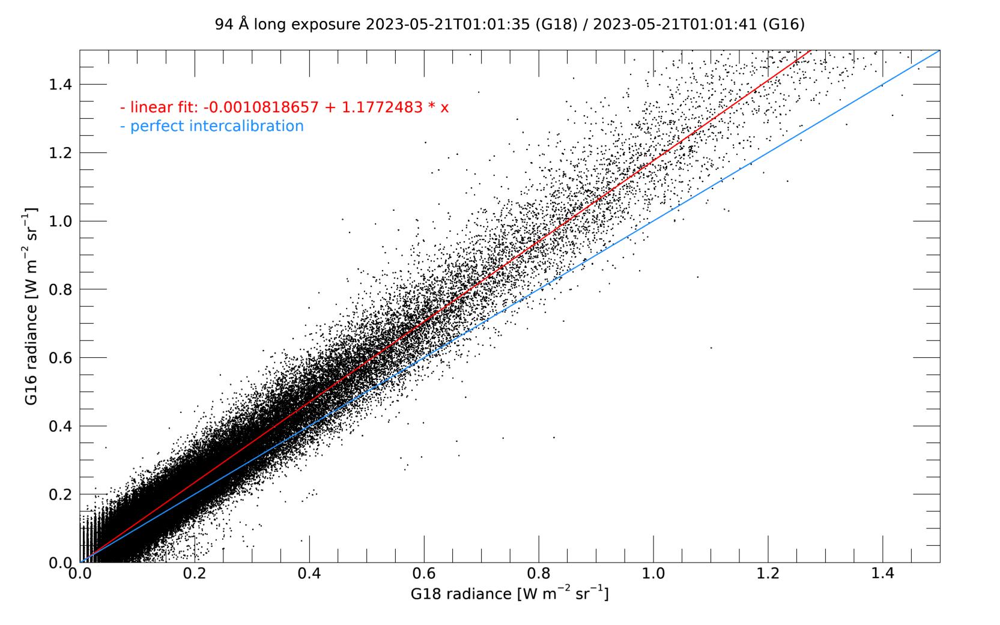 94 Å long exposure 2023-05-21T01:01:35 (G18) / 2023-05-21T01:01:41 (G16)
- linear fit: -0.0010818657 + 1.1772483 * x
- perfect intercalibration
G16 radiance [W m⁻² sr⁻¹]
1.4
1.2
1.0
0.8
0.6
0.4
0.2
0.0
0.0 0.2 0.4 0.6 0.8 1.0 1.2 1.4
G18 radiance [W m⁻² sr⁻¹]